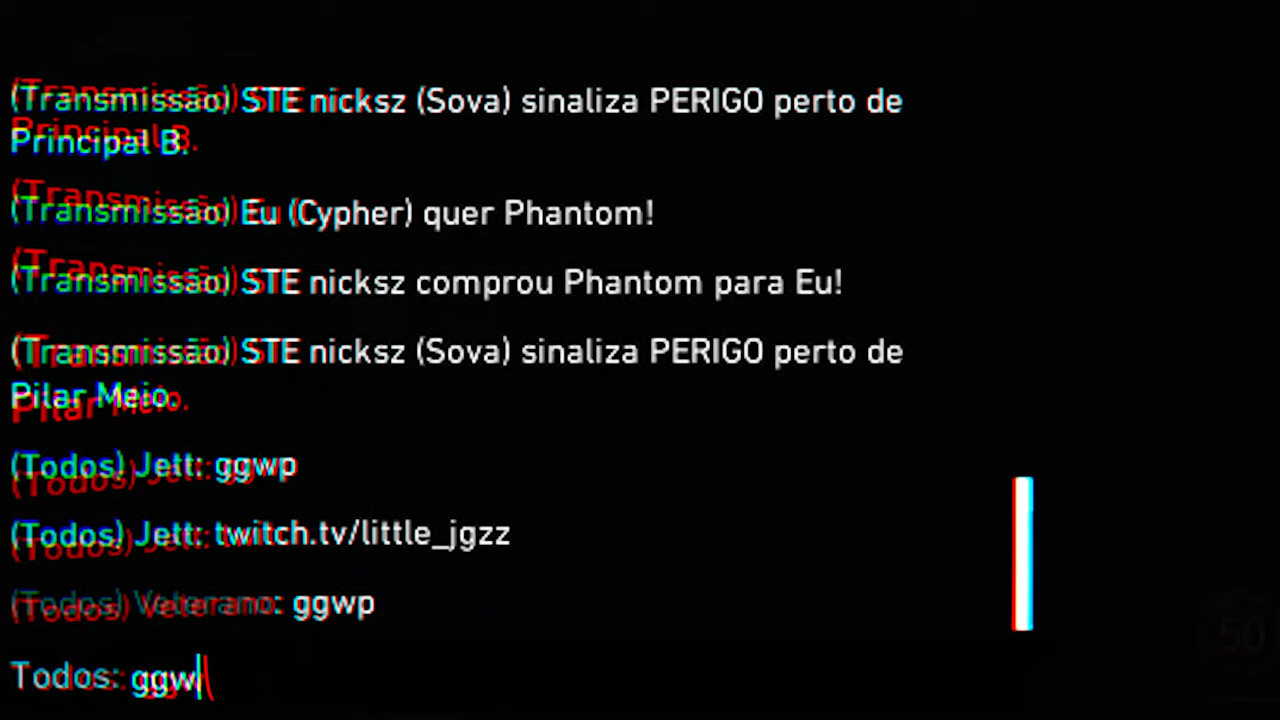 (Transmissão) STE nicksz (Sova) sinaliza PERIGO perto de
Principal B.
(Transmissão) Eu (Cypher) quer Phantom!
(Transmissão) STE nicksz comprou Phantom para Eu!
(Transmissão) STE nicksz (Sova) sinaliza PERIGO perto de
Pilar Meio.
(Todos) Jett: ggwp
(Todos) Jett: twitch.tv/little_jgzz
(Todos) Veterano: ggwp
Todos: ggw
50